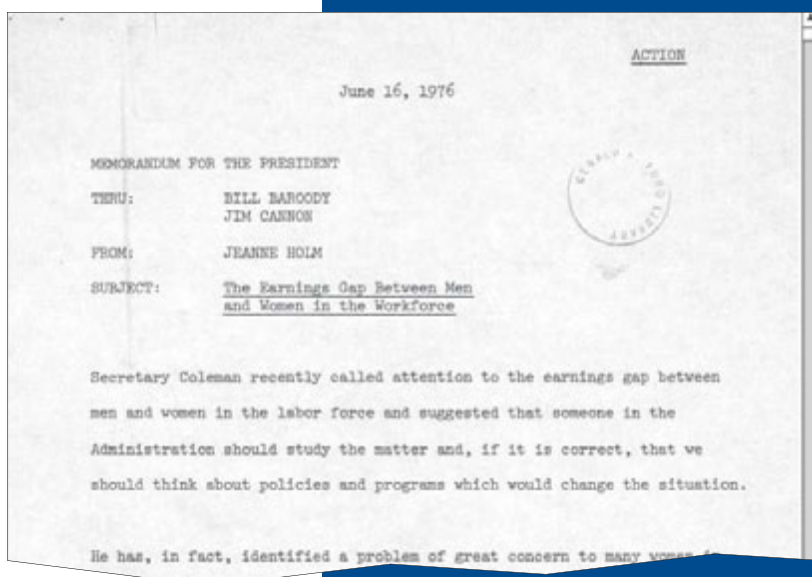 ACTION
June 16, 1976
MEMORANDUM FOR THE PRESIDENT
THRU: BILL BAROODY
JIM CANNON
FROM: JEANNE HOLM
SUBJECT: The Earnings Gap Between Men
and Women in the Workforce
GERALD R. FORD LIBRARY
Secretary Coleman recently called attention to the earnings gap between
men and women in the labor force and suggested that someone in the
Administration should study the matter and, if it is correct, that we
should think about policies and programs which would change the situation.
He has, in fact, identified a problem of great concern to many women